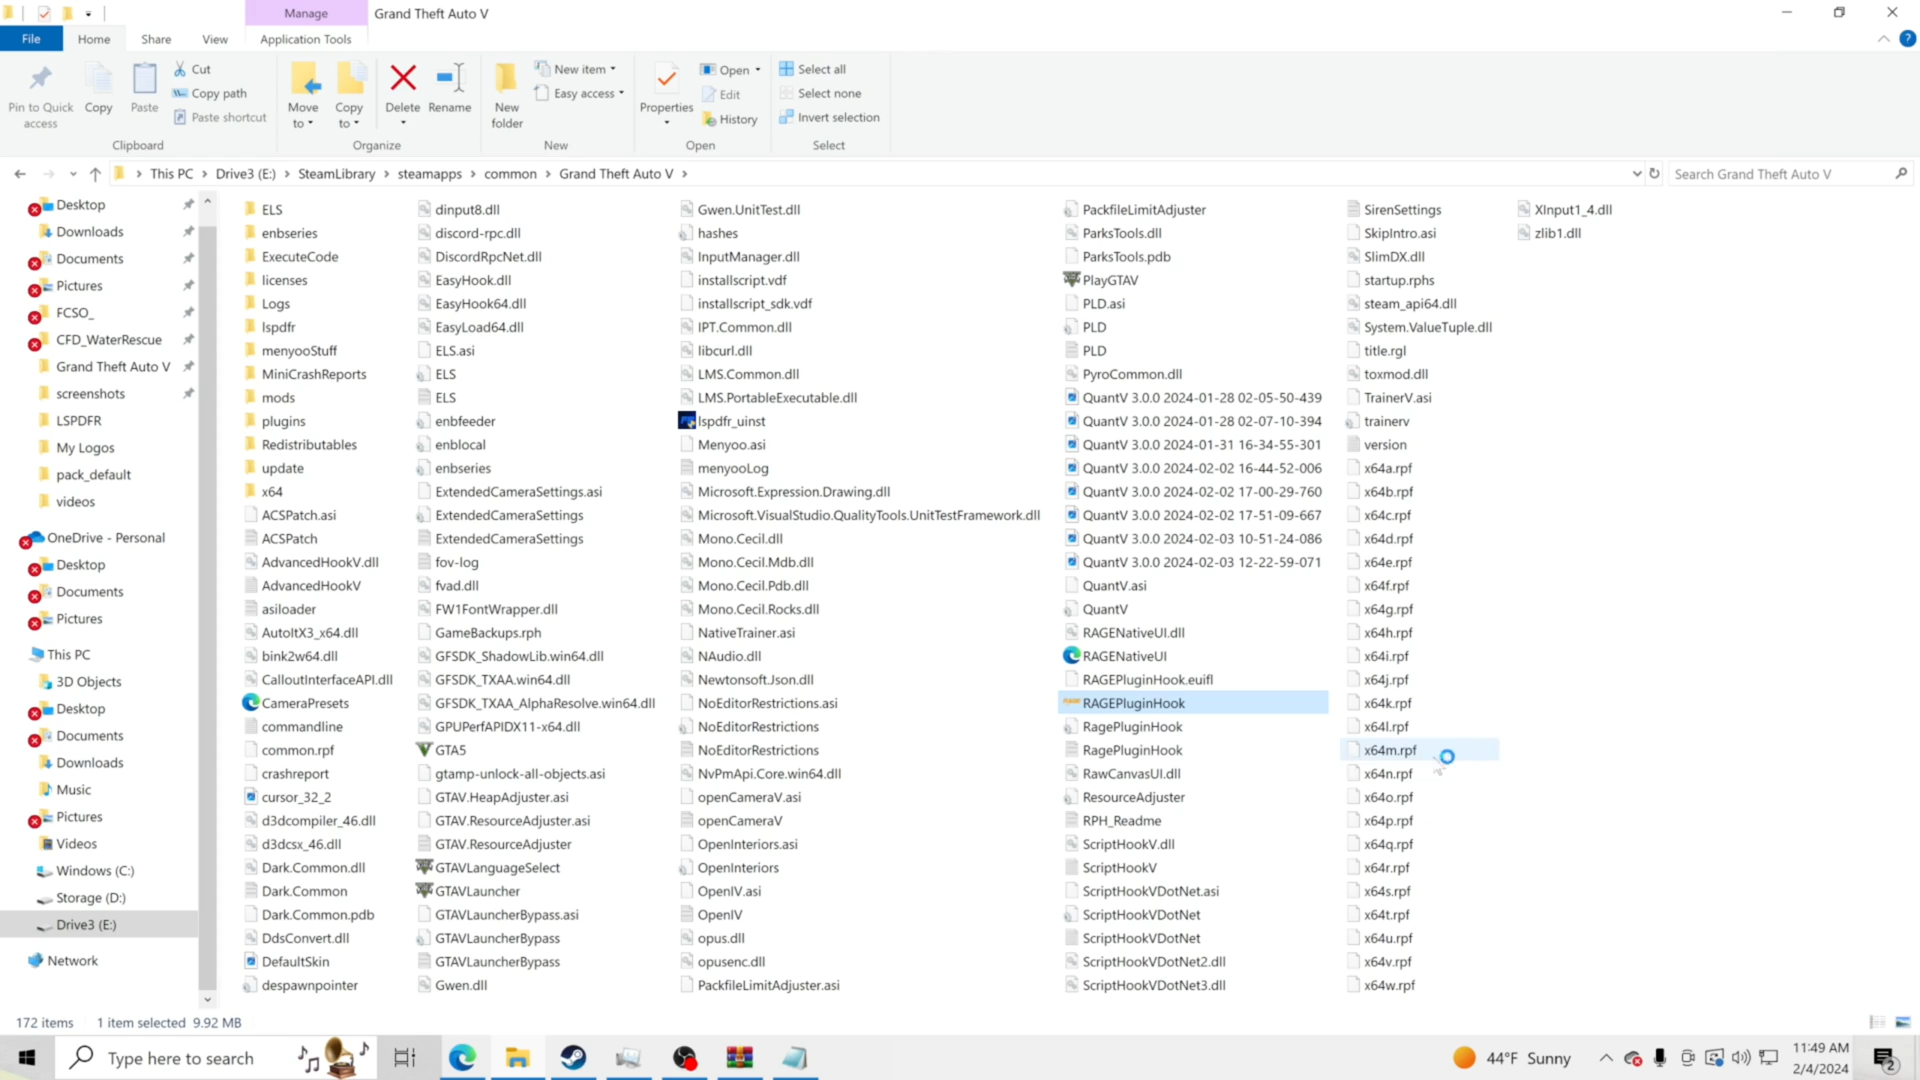 Manage
Grand Theft Auto V
File
Home
Share
View
Application Tools
Pin to Quick access
Copy
Paste
Cut
Copy path
Paste shortcut
Clipboard
Move to
Copy to
Delete
Rename
Organize
New folder
New item
Easy access
New
Properties
Open
Edit
History
Open
Select all
Select none
Invert selection
Select
This PC > Drive3 (E:) > SteamLibrary > steamapps > common > Grand Theft Auto V >
Search Grand Theft Auto V
Desktop
Downloads
Documents
Pictures
FCSO_
CFD_WaterRescue
Grand Theft Auto V
screenshots
LSPDFR
My Logos
pack_default
videos
OneDrive - Personal
Desktop
Documents
Pictures
This PC
3D Objects
Desktop
Documents
Downloads
Music
Pictures
Videos
Windows (C:)
Storage (D:)
Drive3 (E:)
Network
ELS
enbseries
ExecuteCode
licenses
Logs
lspdfr
menyooStuff
MiniCrashReports
mods
plugins
Redistributables
update
x64
ACSPatch.asi
ACSPatch
AdvancedHookV.dll
AdvancedHookV
asiloader
AutoItX3_x64.dll
bink2w64.dll
CalloutInterfaceAPI.dll
CameraPresets
commandline
common.rpf
crashreport
cursor_32_2
d3dcompiler_46.dll
d3dcsx_46.dll
Dark.Common.dll
Dark.Common
Dark.Common.pdb
DdsConvert.dll
DefaultSkin
despawnpointer
dinput8.dll
discord-rpc.dll
DiscordRpcNet.dll
EasyHook.dll
EasyHook64.dll
EasyLoad64.dll
ELS.asi
ELS
ELS
enbfeeder
enblocal
enbseries
ExtendedCameraSettings.asi
ExtendedCameraSettings
ExtendedCameraSettings
fov-log
fvad.dll
FW1FontWrapper.dll
GameBackups.rph
GFSDK_ShadowLib.win64.dll
GFSDK_TXAA.win64.dll
GFSDK_TXAA_AlphaResolve.win64.dll
GPUPerfAPIDX11-x64.dll
GTA5
gtamp-unlock-all-objects.asi
GTAV.HeapAdjuster.asi
GTAV.ResourceAdjuster.asi
GTAV.ResourceAdjuster
GTAVLanguageSelect
GTAVLauncher
GTAVLauncherBypass.asi
GTAVLauncherBypass
GTAVLauncherBypass
Gwen.dll
Gwen.UnitTest.dll
hashes
InputManager.dll
installscript.vdf
installscript_sdk.vdf
IPT.Common.dll
libcurl.dll
LMS.Common.dll
LMS.PortableExecutable.dll
lspdfr_uinst
Menyoo.asi
menyooLog
Microsoft.Expression.Drawing.dll
Microsoft.VisualStudio.QualityTools.UnitTestFramework.dll
Mono.Cecil.dll
Mono.Cecil.Mdb.dll
Mono.Cecil.Pdb.dll
Mono.Cecil.Rocks.dll
NativeTrainer.asi
NAudio.dll
Newtonsoft.Json.dll
NoEditorRestrictions.asi
NoEditorRestrictions
NoEditorRestrictions
NvPmApi.Core.win64.dll
openCameraV.asi
openCameraV
OpenInteriors.asi
OpenInteriors
OpenIV.asi
OpenIV
opus.dll
opusenc.dll
PackfileLimitAdjuster.asi
PackfileLimitAdjuster
ParksTools.dll
ParksTools.pdb
PlayGTAV
PLD.asi
PLD
PLD
PyroCommon.dll
QuantV 3.0.0 2024-01-28 02-05-50-439
QuantV 3.0.0 2024-01-28 02-07-10-394
QuantV 3.0.0 2024-01-31 16-34-55-301
QuantV 3.0.0 2024-02-02 16-44-52-006
QuantV 3.0.0 2024-02-02 17-00-29-760
QuantV 3.0.0 2024-02-02 17-51-09-667
QuantV 3.0.0 2024-02-03 10-51-24-086
QuantV 3.0.0 2024-02-03 12-22-59-071
QuantV.asi
QuantV
RAGENativeUI.dll
RAGENativeUI
RAGEPluginHook.euifl
RAGEPluginHook
RagePluginHook
RagePluginHook
RawCanvasUI.dll
ResourceAdjuster
RPH_Readme
ScriptHookV.dll
ScriptHookV
ScriptHookVDotNet.asi
ScriptHookVDotNet
ScriptHookVDotNet
ScriptHookVDotNet2.dll
ScriptHookVDotNet3.dll
SirenSettings
SkipIntro.asi
SlimDX.dll
startup.rphs
steam_api64.dll
System.ValueTuple.dll
title.rgl
toxmod.dll
TrainerV.asi
trainerv
version
x64a.rpf
x64b.rpf
x64c.rpf
x64d.rpf
x64e.rpf
x64f.rpf
x64g.rpf
x64h.rpf
x64i.rpf
x64j.rpf
x64k.rpf
x64l.rpf
x64m.rpf
x64n.rpf
x64o.rpf
x64p.rpf
x64q.rpf
x64r.rpf
x64s.rpf
x64t.rpf
x64u.rpf
x64v.rpf
x64w.rpf
XInput1_4.dll
zlib1.dll
172 items
1 item selected 9.92 MB
Type here to search
44°F Sunny
11:49 AM
2/4/2024
2